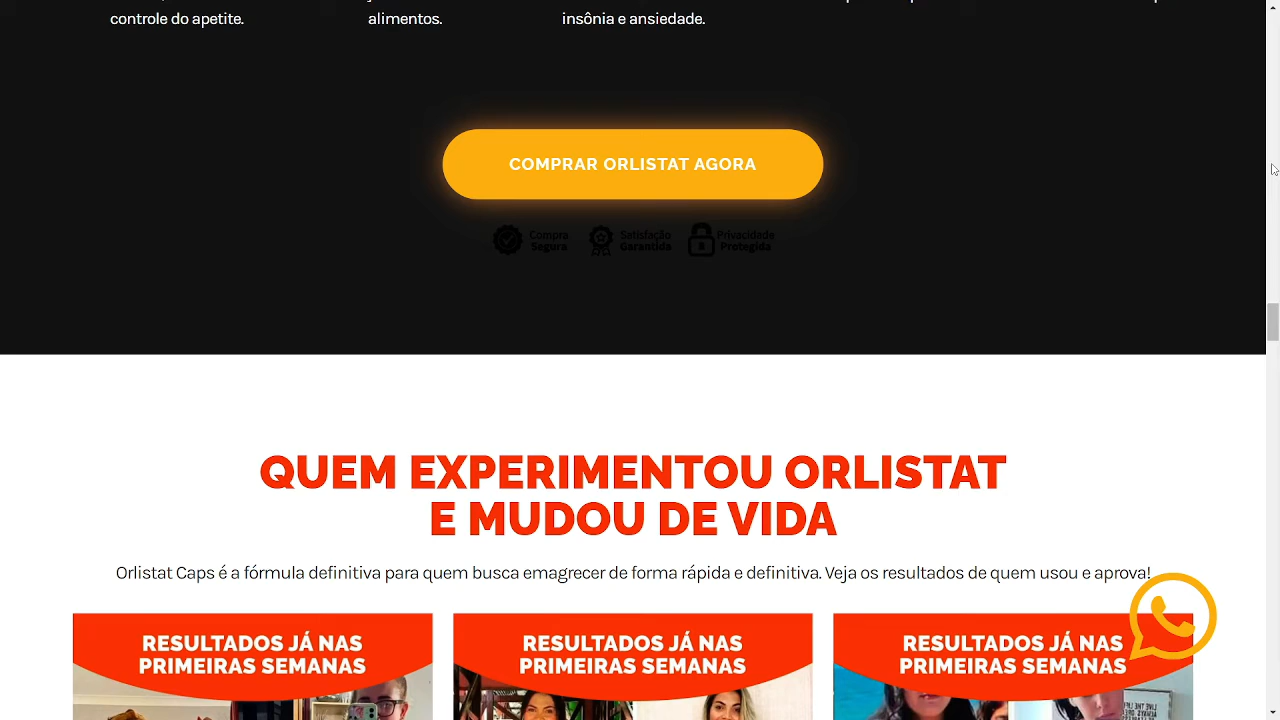 controle do apetite.
alimentos.
insônia e ansiedade.
COMPRAR ORLISTAT AGORA
Compra
Segura
Satisfação
Garantida
Privacidade
Protegida
QUEM EXPERIMENTOU ORLISTAT
E MUDOU DE VIDA
Orlistat Caps é a fórmula definitiva para quem busca emagrecer de forma rápida e definitiva. Veja os resultados de quem usou e aprova!
RESULTADOS JÁ NAS
PRIMEIRAS SEMANAS
RESULTADOS JÁ NAS
PRIMEIRAS SEMANAS
RESULTADOS JÁ NAS
PRIMEIRAS SEMANAS